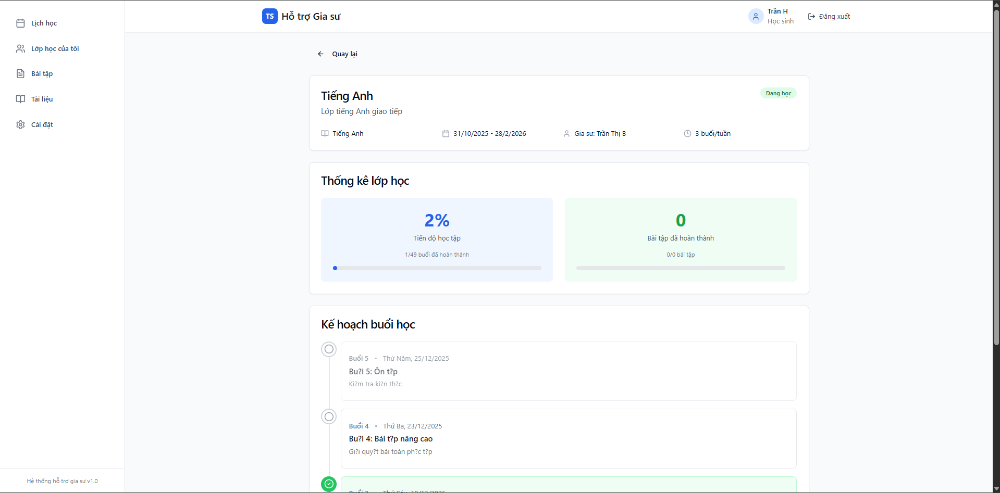 Lịch học
Lớp học của tôi
Bài tập
Tài liệu
Cài đặt
Hệ thống hỗ trợ gia sư v1.0
TS Hỗ trợ Gia sư
Trần H
Học sinh
Đăng xuất
Quay lại
Tiếng Anh
Đang học
Lớp tiếng Anh giao tiếp
Tiếng Anh
31/10/2025 - 28/2/2026
Gia sư: Trần Thị B
3 buổi/tuần
Thống kê lớp học
2%
Tiến độ học tập
1/49 buổi đã hoàn thành
0
Bài tập đã hoàn thành
0/0 bài tập
Kế hoạch buổi học
Buổi 5 • Thứ Năm, 25/12/2025
Bu?i 5: Ôn t?p
Ki?m tra ki?n th?c
Buổi 4 • Thứ Ba, 23/12/2025
Bu?i 4: Bài t?p nâng cao
Gi?i quy?t bài toán ph?c t?p